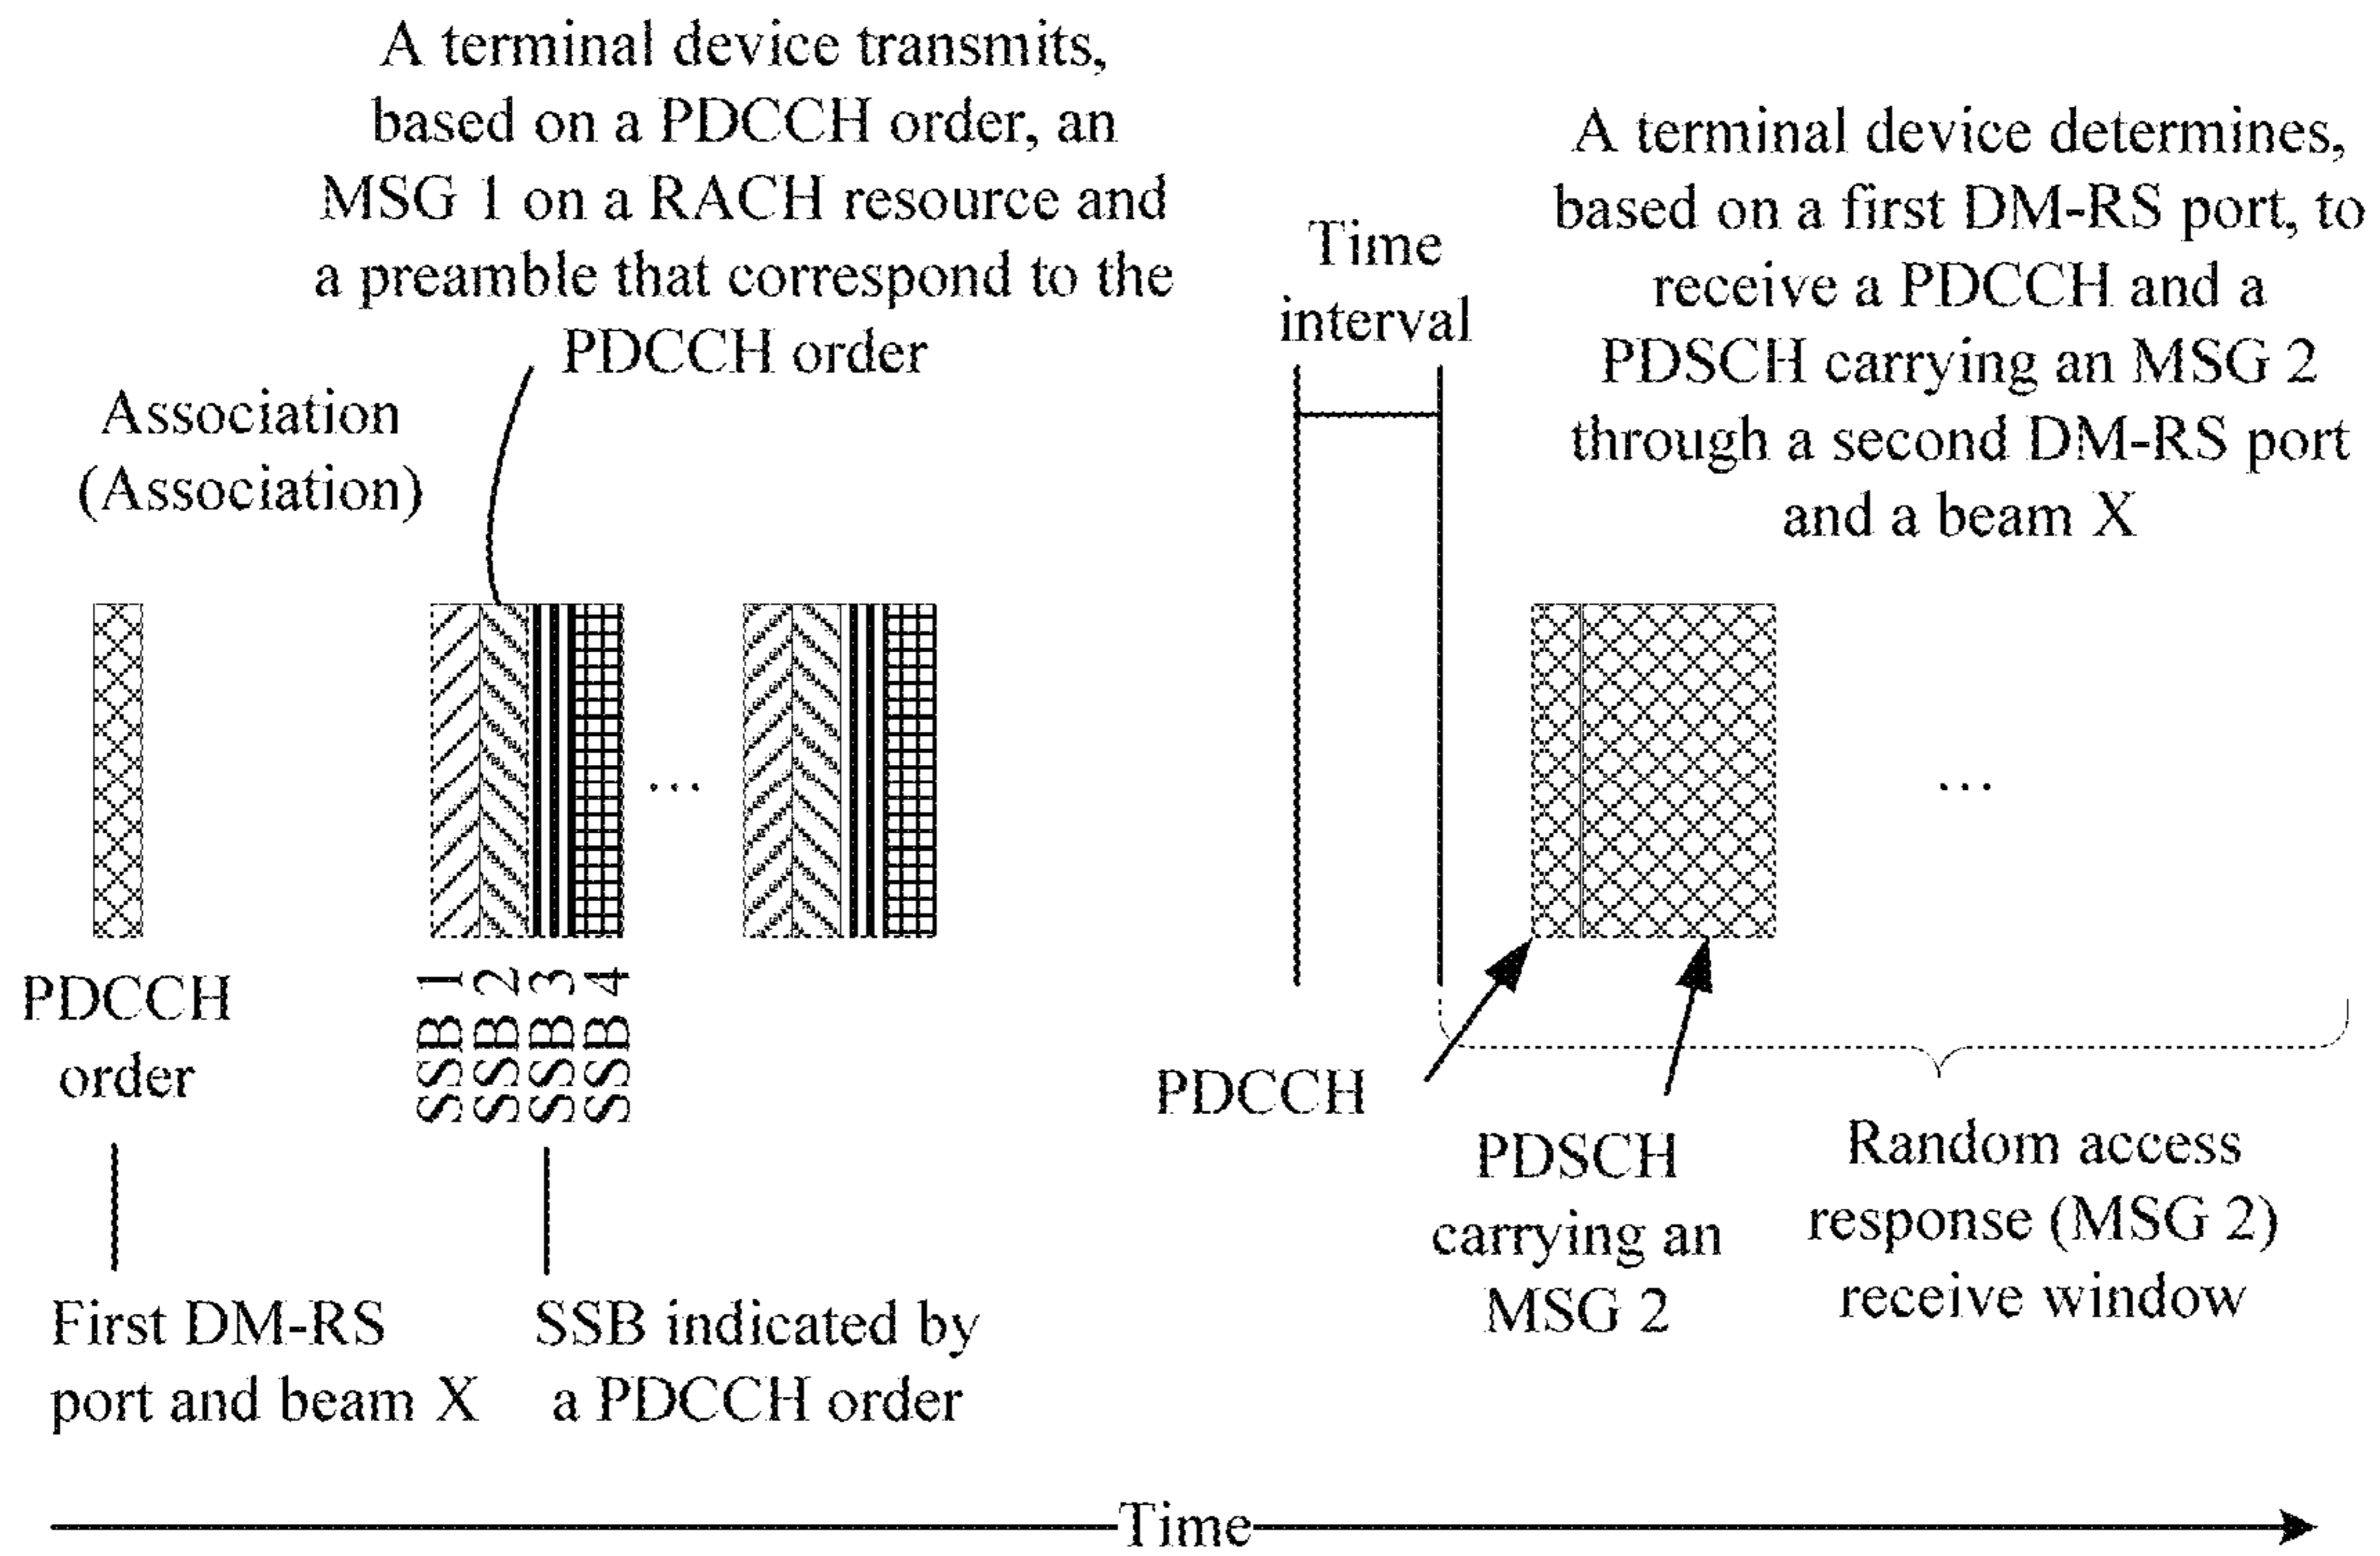 A terminal device transmits,
based on a PDCCH order, an
MSG 1 on a RACH resource and
a preamble that correspond to the
PDCCH order
Association
(Association)
Time
interval
A terminal device determines,
based on a first DM-RS port, to
receive a PDCCH and a
PDSCH carrying an MSG 2
through a second DM-RS port
and a beam X
...
...
PDCCH
order
SSB 1
SSB 2
SSB 3
SSB 4
First DM-RS
port and beam X
SSB indicated by
a PDCCH order
PDCCH
PDSCH
carrying an
MSG 2
Random access
response (MSG 2)
receive window
Time